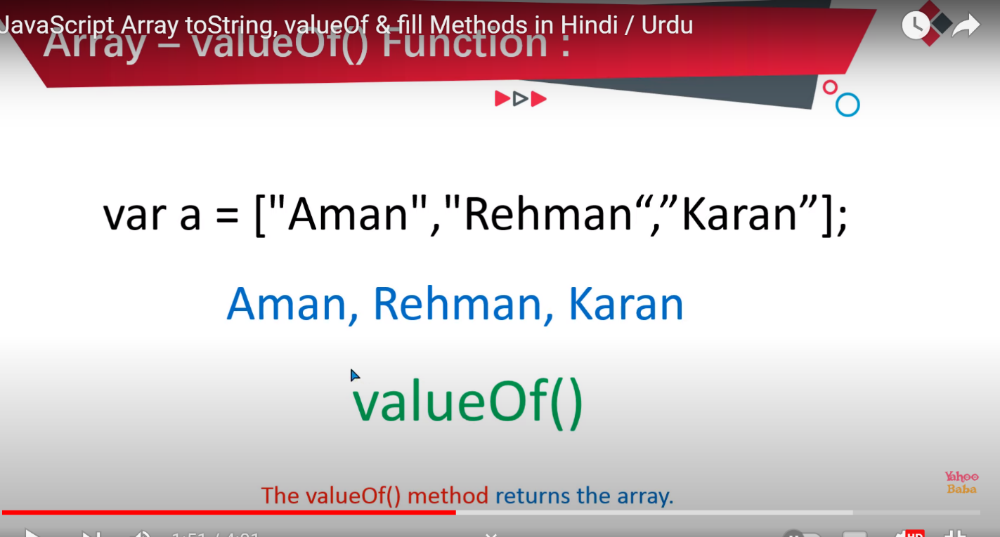 JavaScript Array toString, valueOf & fill Methods in Hindi / Urdu
Array – valueOf() Function :
var a = ["Aman","Rehman“,”Karan”];
Aman, Rehman, Karan
valueOf()
The valueOf() method returns the array.
Yahoo
Baba
1:51 / 4:01
HD